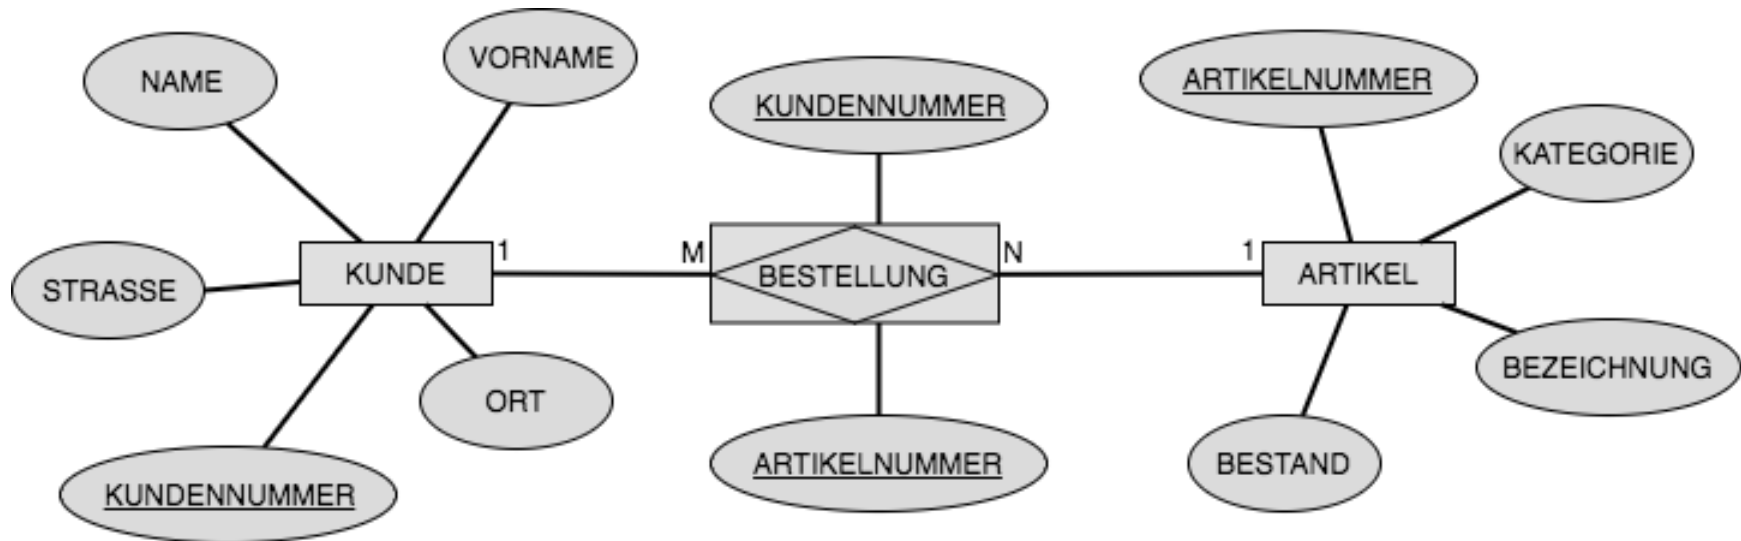 NAME
VORNAME
STRASSE
KUNDE
KUNDENNUMMER
ORT
1
M
KUNDENNUMMER
BESTELLUNG
ARTIKELNUMMER
N
1
ARTIKELNUMMER
KATEGORIE
ARTIKEL
BEZEICHNUNG
BESTAND